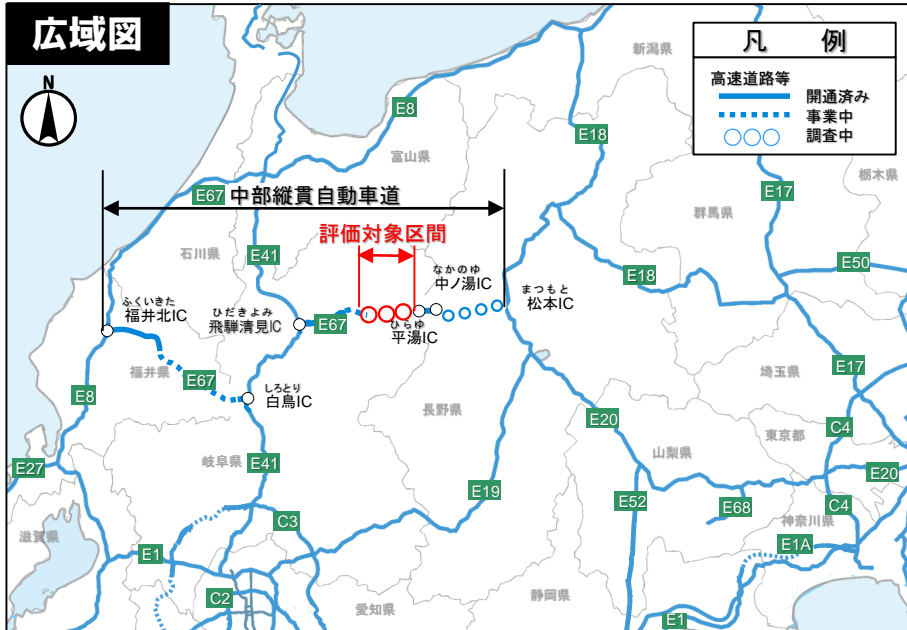 広域図
N
凡 例
高速道路等
開通済み
事業中
調査中
新潟県
E8
E18
富山県
栃木県
E67
中部縦貫自動車道
E17
群馬県
石川県
E41
評価対象区間
E50
なかのゆ
中ノ湯IC
E18
ふくいきた
福井北IC
ひだきよみ
飛騨清見IC
E67
ひらゆ
平湯IC
まつもと
松本IC
福井県
E67
しろとり
白鳥IC
E8
長野県
埼玉県
E17
E20
C4
東京都
岐阜県
E41
山梨県
E27
E19
E52
E68
E20
C4
神奈川県
滋賀県
C3
E1
E1A
C2
愛知県
静岡県
E1